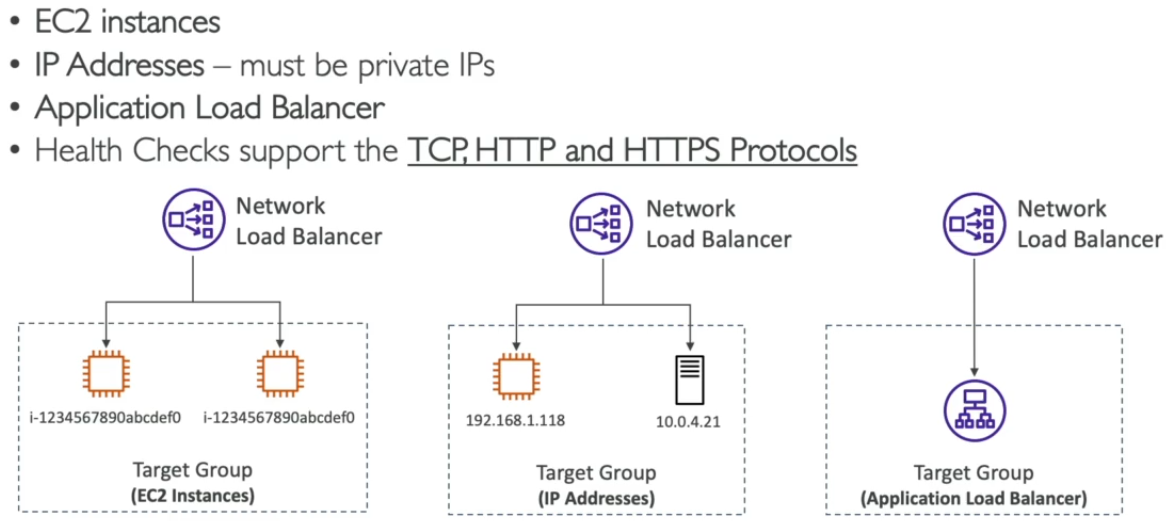 • EC2 instances
• IP Addresses – must be private IPs
• Application Load Balancer
• Health Checks support the TCP, HTTP and HTTPS Protocols
Network
Load Balancer
Network
Load Balancer
Network
Load Balancer
i-1234567890abcdef0
i-1234567890abcdef0
192.168.1.118
10.0.4.21
Target Group
(EC2 Instances)
Target Group
(IP Addresses)
Target Group
(Application Load Balancer)